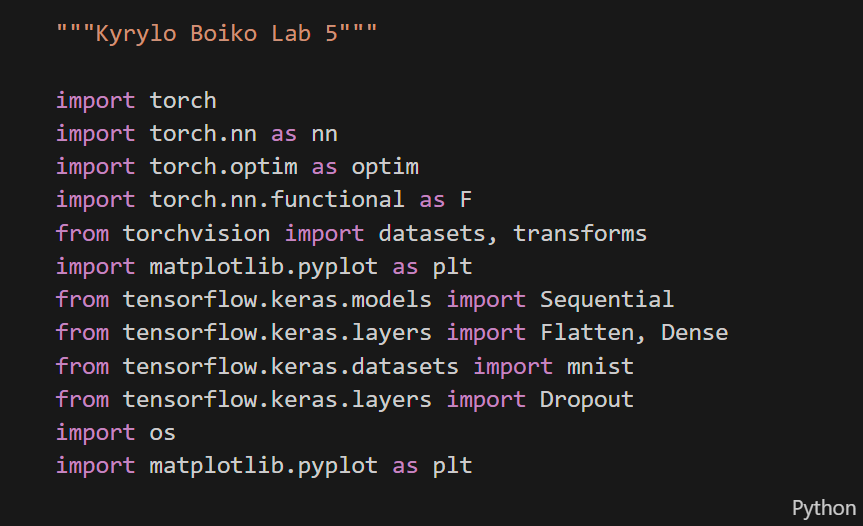 """Kyrylo Boiko Lab 5"""
import torch
import torch.nn as nn
import torch.optim as optim
import torch.nn.functional as F
from torchvision import datasets, transforms
import matplotlib.pyplot as plt
from tensorflow.keras.models import Sequential
from tensorflow.keras.layers import Flatten, Dense
from tensorflow.keras.datasets import mnist
from tensorflow.keras.layers import Dropout
import os
import matplotlib.pyplot as plt
Python